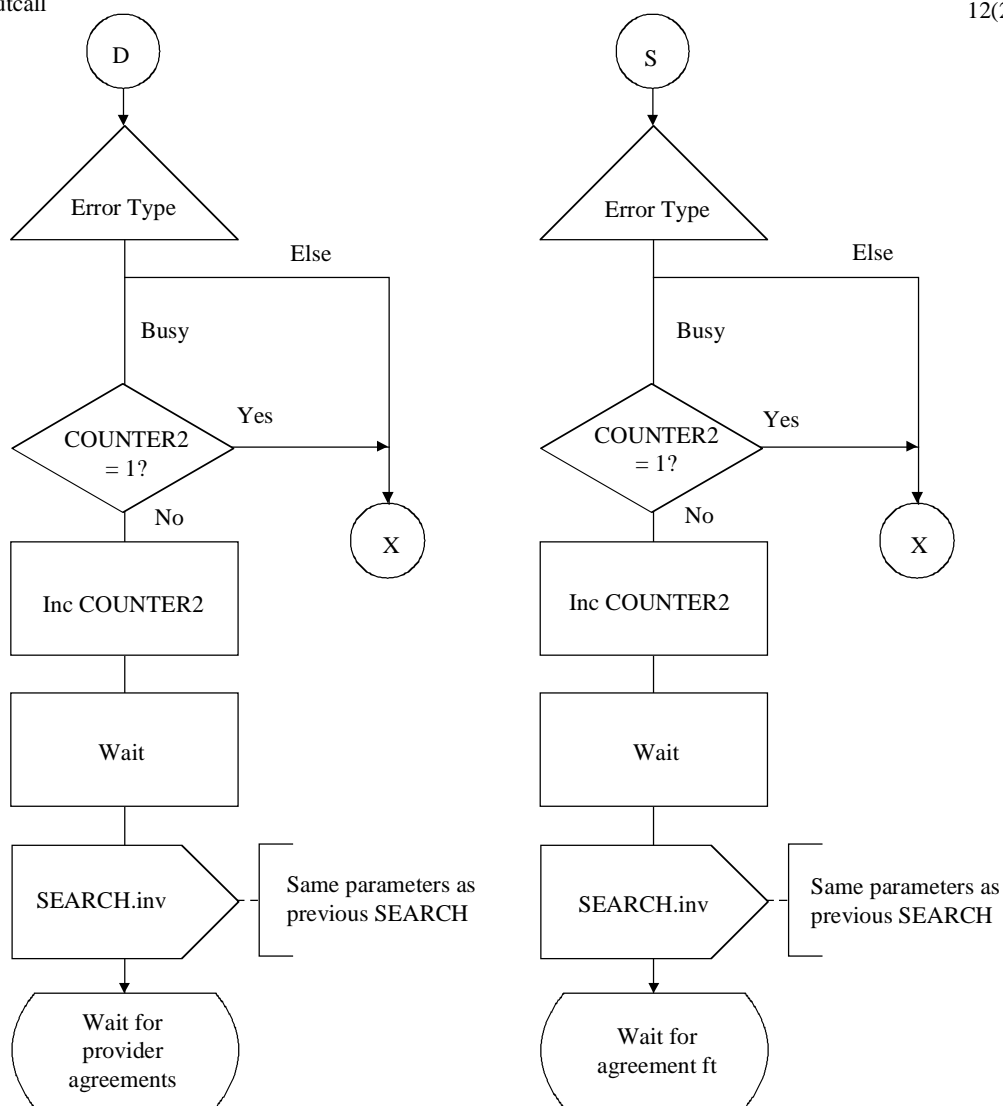 12(2
D
Error Type
Else
Busy
COUNTER2
= 1?
Yes
No
X
Inc COUNTER2
Wait
SEARCH.inv
Same parameters as
previous SEARCH
Wait for
provider
agreements
S
Error Type
Else
Busy
COUNTER2
= 1?
Yes
No
X
Inc COUNTER2
Wait
SEARCH.inv
Same parameters as
previous SEARCH
Wait for
agreement ft